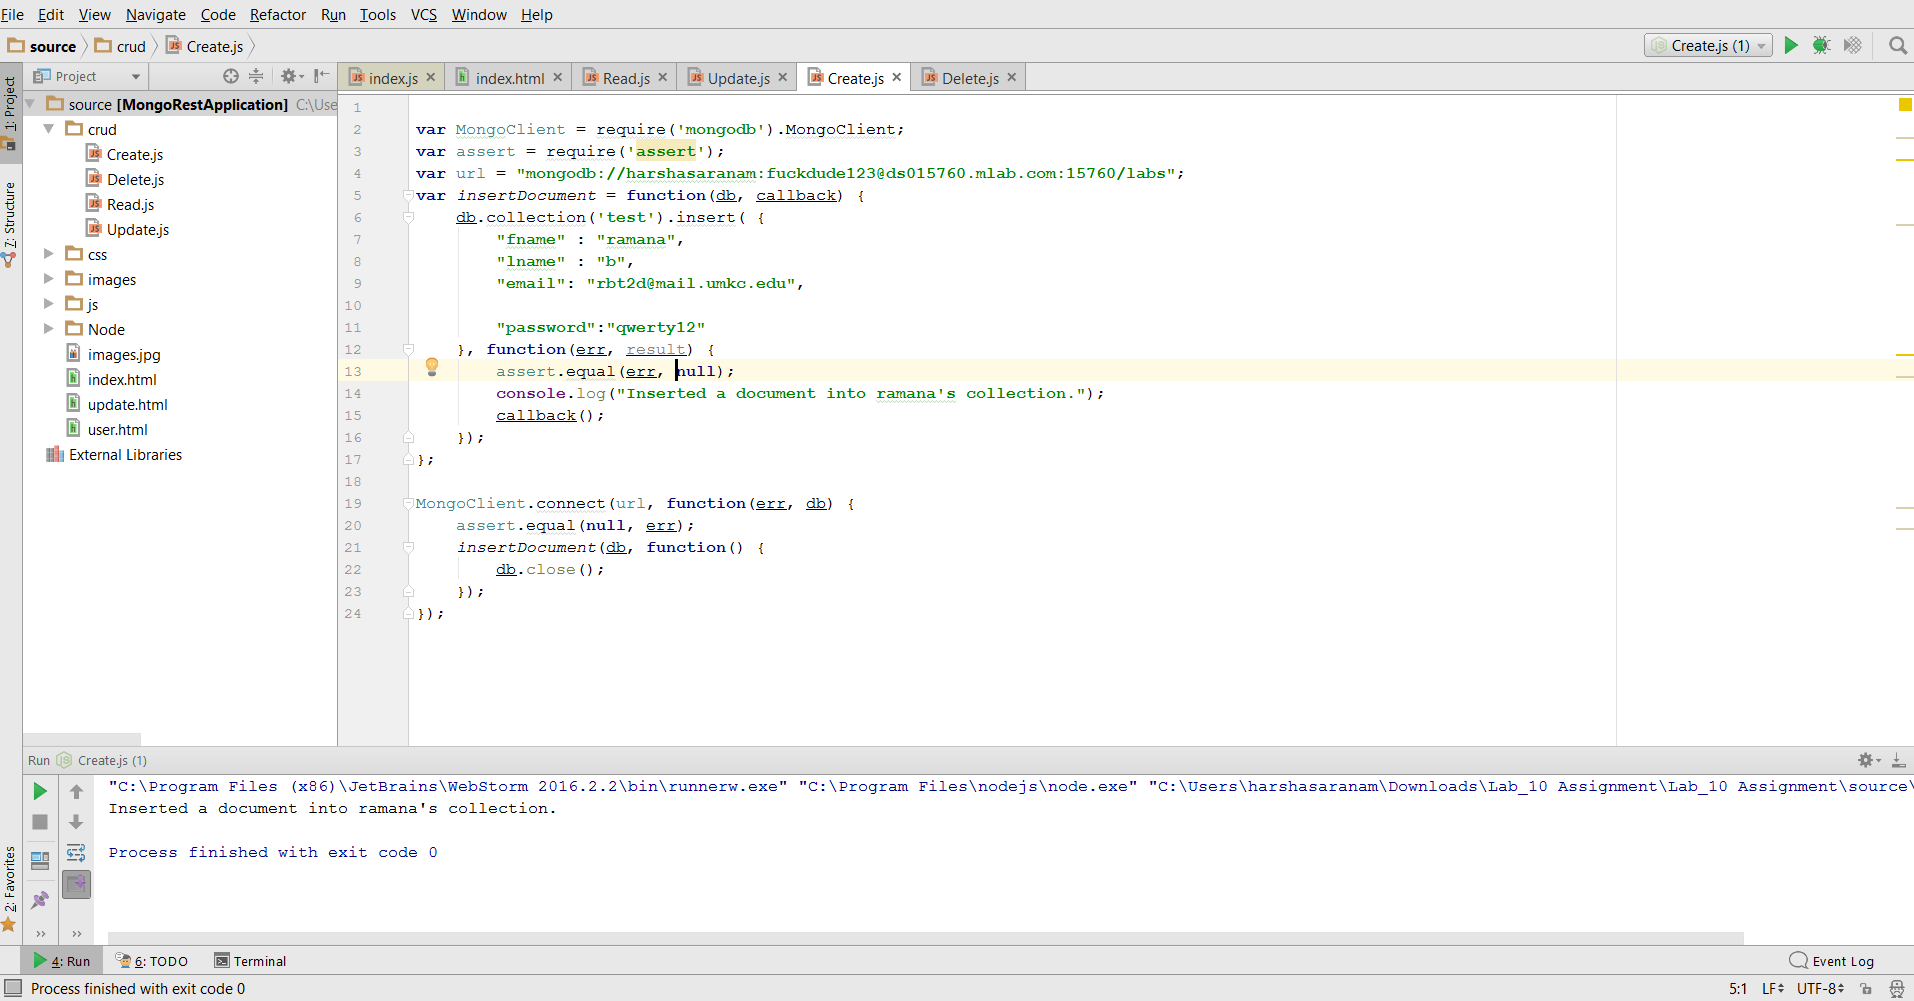 File Edit View Navigate Code Refactor Run Tools VCS Window Help
source crud Create.js Create.js (1)
1: Project
7: Structure
2: Favorites
Project
source [MongoRestApplication] C:\Use
crud
Create.js
Delete.js
Read.js
Update.js
css
images
js
Node
images.jpg
index.html
update.html
user.html
External Libraries
index.js index.html Read.js Update.js Create.js Delete.js
1
2 var MongoClient = require('mongodb').MongoClient;
3 var assert = require('assert');
4 var url = "mongodb://harshasaranam:fuckdude123@ds015760.mlab.com:15760/labs";
5 var insertDocument = function(db, callback) {
6 db.collection('test').insert( {
7 "fname" : "ramana",
8 "lname" : "b",
9 "email": "rbt2d@mail.umkc.edu",
10
11 "password":"qwerty12"
12 }, function(err, result) {
13 assert.equal(err, null);
14 console.log("Inserted a document into ramana's collection.");
15 callback();
16 });
17 };
18
19 MongoClient.connect(url, function(err, db) {
20 assert.equal(null, err);
21 insertDocument(db, function() {
22 db.close();
23 });
24 });
Run Create.js (1)
"C:\Program Files (x86)\JetBrains\WebStorm 2016.2.2\bin\runnerw.exe" "C:\Program Files\nodejs\node.exe" "C:\Users\harshasaranam\Downloads\Lab_10 Assignment\Lab_10 Assignment\source\
Inserted a document into ramana's collection.
Process finished with exit code 0
4: Run 6: TODO Terminal Event Log
Process finished with exit code 0 5:1 LF UTF-8